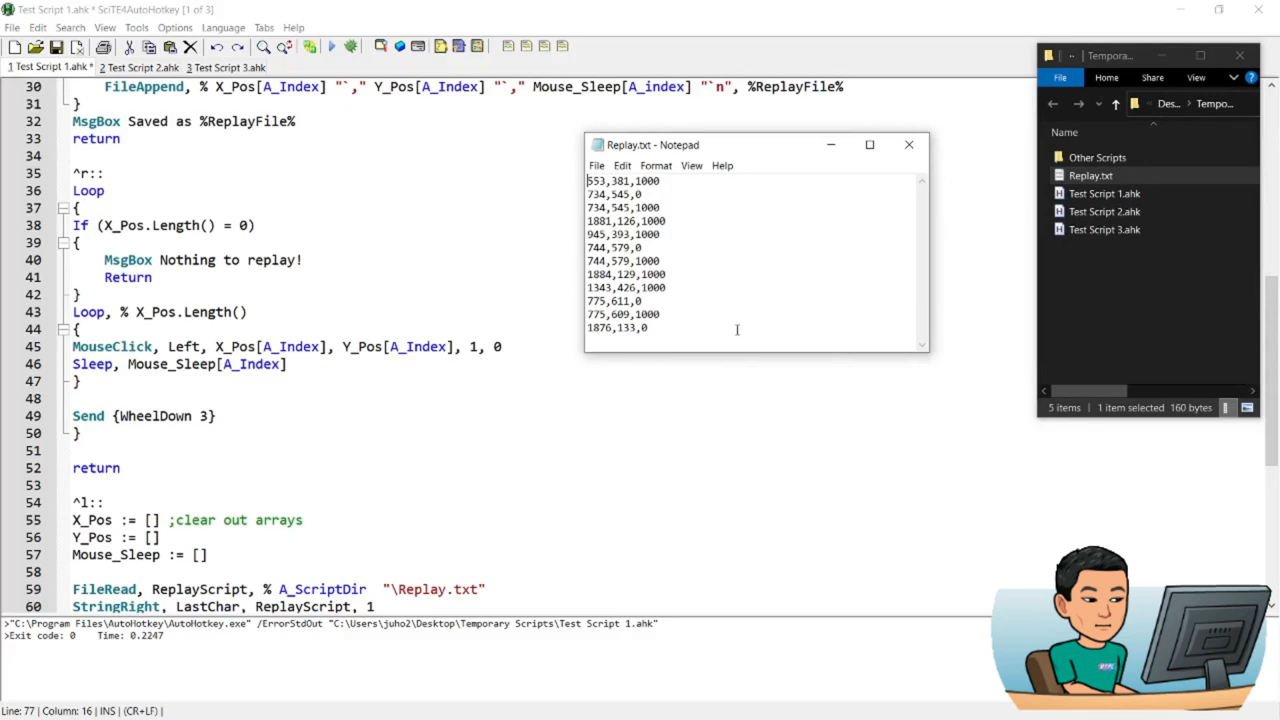 Test Script 1.ahk * SciTE4AutoHotkey [1 of 3]
File Edit Search View Tools Options Language Tabs Help
1 Test Script 1.ahk * 2 Test Script 2.ahk 3 Test Script 3.ahk
30 FileAppend, % X_Pos[A_Index] "`," Y_Pos[A_Index] "`," Mouse_Sleep[A_index] "`n", %ReplayFile%
31 }
32 MsgBox Saved as %ReplayFile%
33 return
34
35 ^r::
36 Loop
37 {
38 If (X_Pos.Length() = 0)
39 {
40 MsgBox Nothing to replay!
41 Return
42 }
43 Loop, % X_Pos.Length()
44 {
45 MouseClick, Left, X_Pos[A_Index], Y_Pos[A_Index], 1, 0
46 Sleep, Mouse_Sleep[A_Index]
47 }
48
49 Send {WheelDown 3}
50 }
51
52 return
53
54 ^l::
55 X_Pos := [] ;clear out arrays
56 Y_Pos := []
57 Mouse_Sleep := []
58
59 FileRead, ReplayScript, % A_ScriptDir "\Replay.txt"
60 StringRight, LastChar, ReplayScript, 1
>"C:\Program Files\AutoHotkey\AutoHotkey.exe" /ErrorStdOut "C:\Users\juho2\Desktop\Temporary Scripts\Test Script 1.ahk"
>Exit code: 0 Time: 0.2247
Line: 77 | Column: 16 | INS | (CR+LF) |
Replay.txt - Notepad
File Edit Format View Help
553,381,1000
734,545,0
734,545,1000
1881,126,1000
945,393,1000
744,579,0
744,579,1000
1884,129,1000
1343,426,1000
775,611,0
775,609,1000
1876,133,0
Tempora...
File Home Share View
Des... Tempo...
Name
Other Scripts
Replay.txt
Test Script 1.ahk
Test Script 2.ahk
Test Script 3.ahk
5 items 1 item selected 160 bytes